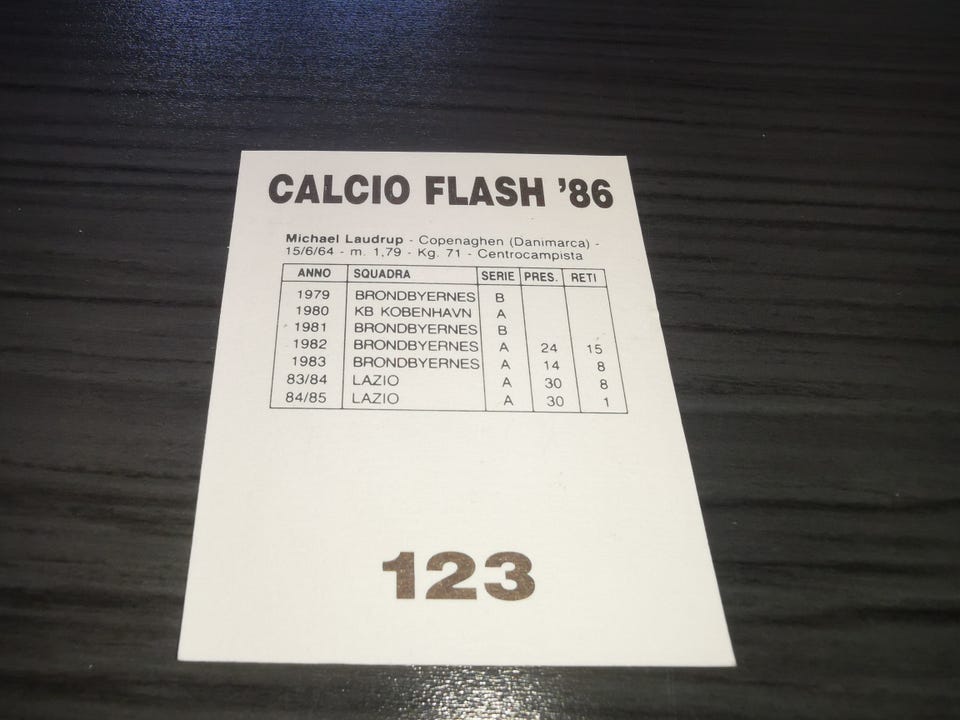 CALCIO FLASH '86
Michael Laudrup - Copenaghen (Danimarca) -
15/6/64 - m. 1,79 - Kg. 71 - Centrocampista
ANNO SQUADRA SERIE PRES. RETI
1979 BRONDBYERNES B
1980 KB KOBENHAVN A
1981 BRONDBYERNES B
1982 BRONDBYERNES A 24 15
1983 BRONDBYERNES A 14 8
83/84 LAZIO A 30 8
84/85 LAZIO A 30 1
123